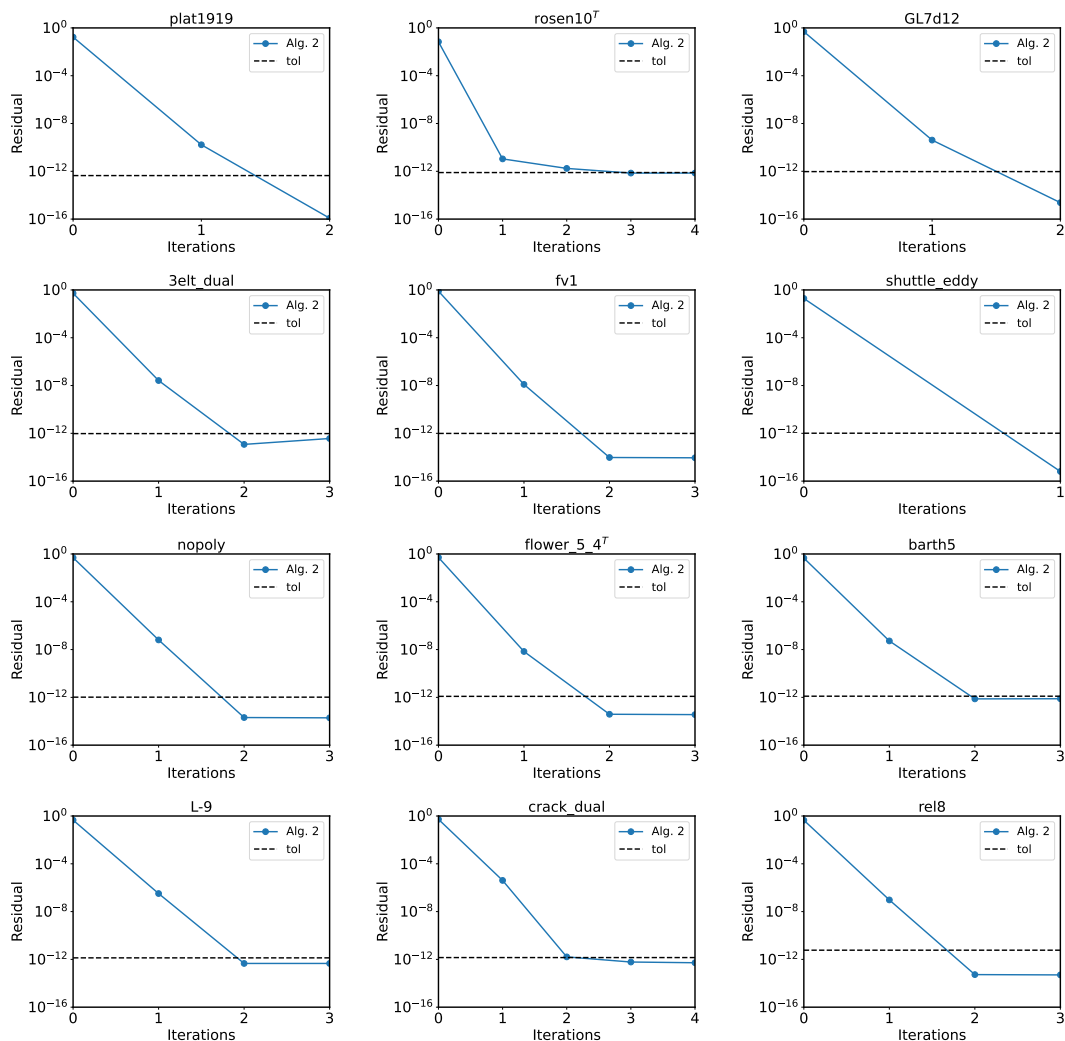 plat1919
Residual
10^0
10^−4
10^−8
10^−12
10^−16
0 1 2
Iterations
Alg. 2
tol
rosen10^T
Residual
10^0
10^−4
10^−8
10^−12
10^−16
0 1 2 3 4
Iterations
Alg. 2
tol
GL7d12
Residual
10^0
10^−4
10^−8
10^−12
10^−16
0 1 2
Iterations
Alg. 2
tol
3elt_dual
Residual
10^0
10^−4
10^−8
10^−12
10^−16
0 1 2 3
Iterations
Alg. 2
tol
fv1
Residual
10^0
10^−4
10^−8
10^−12
10^−16
0 1 2 3
Iterations
Alg. 2
tol
shuttle_eddy
Residual
10^0
10^−4
10^−8
10^−12
10^−16
0 1
Iterations
Alg. 2
tol
nopoly
Residual
10^0
10^−4
10^−8
10^−12
10^−16
0 1 2 3
Iterations
Alg. 2
tol
flower_5_4^T
Residual
10^0
10^−4
10^−8
10^−12
10^−16
0 1 2 3
Iterations
Alg. 2
tol
barth5
Residual
10^0
10^−4
10^−8
10^−12
10^−16
0 1 2 3
Iterations
Alg. 2
tol
L-9
Residual
10^0
10^−4
10^−8
10^−12
10^−16
0 1 2 3
Iterations
Alg. 2
tol
crack_dual
Residual
10^0
10^−4
10^−8
10^−12
10^−16
0 1 2 3 4
Iterations
Alg. 2
tol
rel8
Residual
10^0
10^−4
10^−8
10^−12
10^−16
0 1 2 3
Iterations
Alg. 2
tol